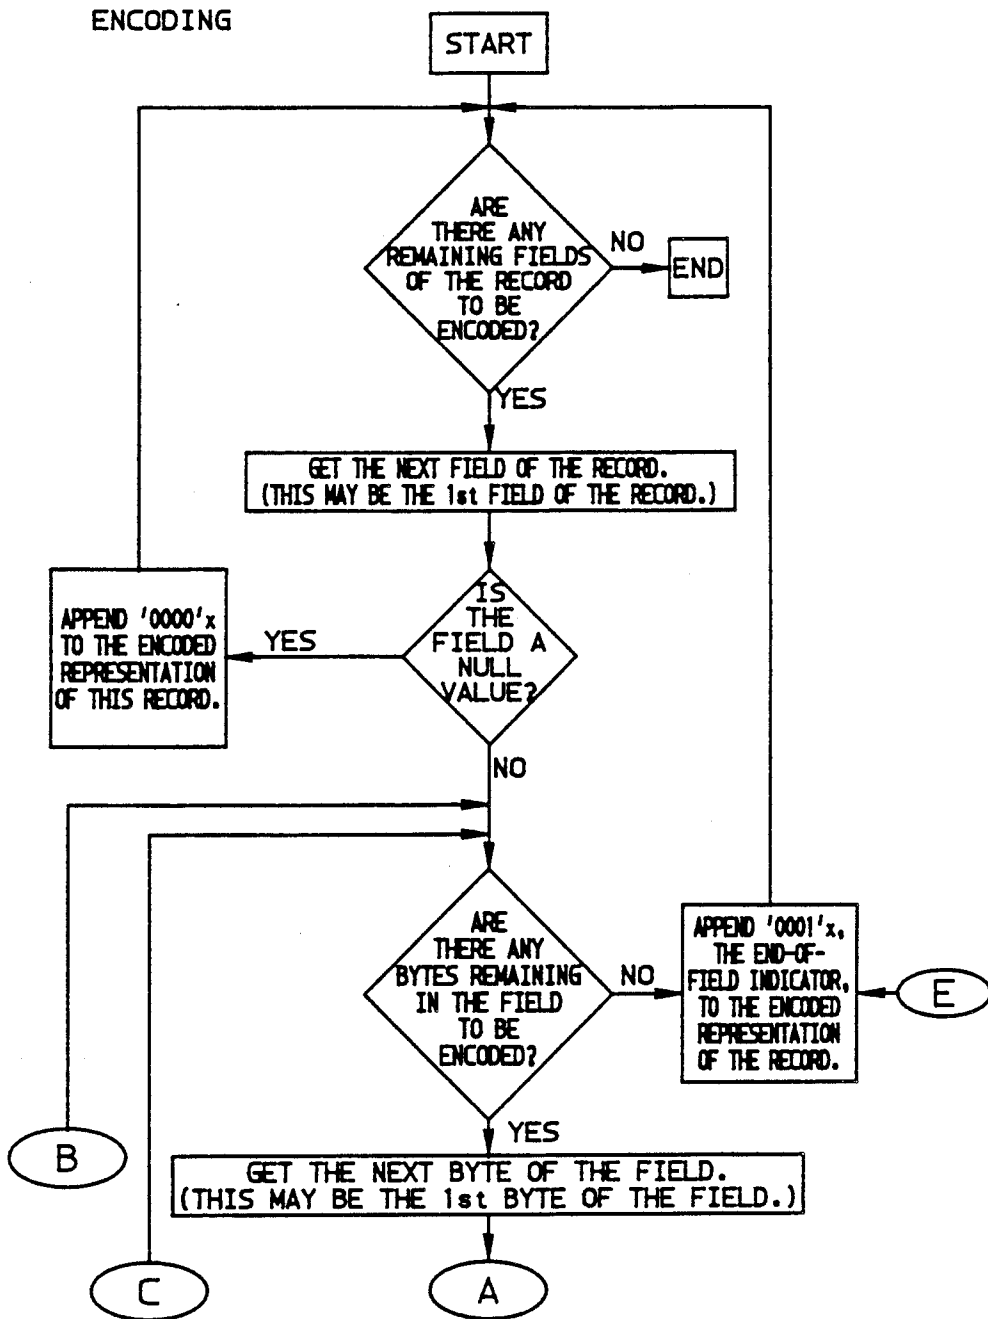 ENCODING
START
ARE
THERE ANY
REMAINING FIELDS
OF THE RECORD
TO BE
ENCODED?
NO
END
YES
GET THE NEXT FIELD OF THE RECORD.
(THIS MAY BE THE 1st FIELD OF THE RECORD.)
IS
THE
FIELD A
NULL
VALUE?
YES
APPEND '0000'x
TO THE ENCODED
REPRESENTATION
OF THIS RECORD.
NO
ARE
THERE ANY
BYTES REMAINING
IN THE FIELD
TO BE
ENCODED?
NO
APPEND '0001'x,
THE END-OF-
FIELD INDICATOR,
TO THE ENCODED
REPRESENTATION
OF THE RECORD.
E
YES
B
GET THE NEXT BYTE OF THE FIELD.
(THIS MAY BE THE 1st BYTE OF THE FIELD.)
C
A